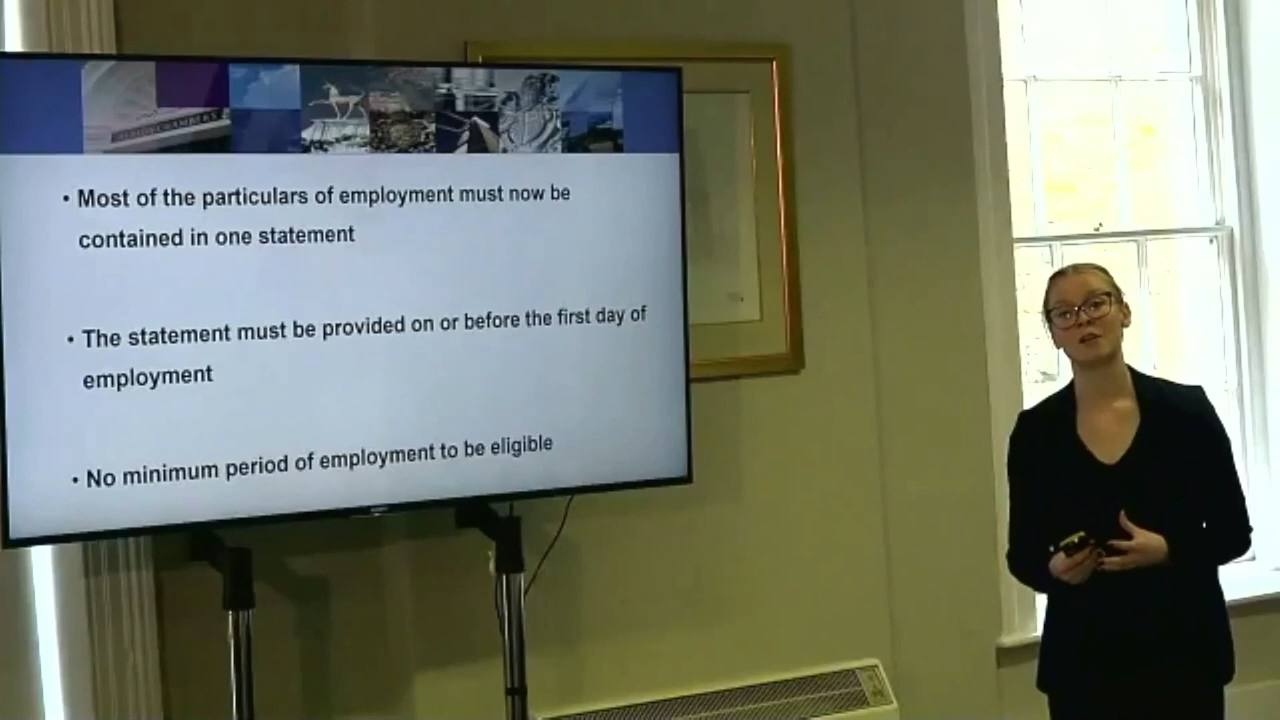 • Most of the particulars of employment must now be
contained in one statement
• The statement must be provided on or before the first day of
employment
• No minimum period of employment to be eligible